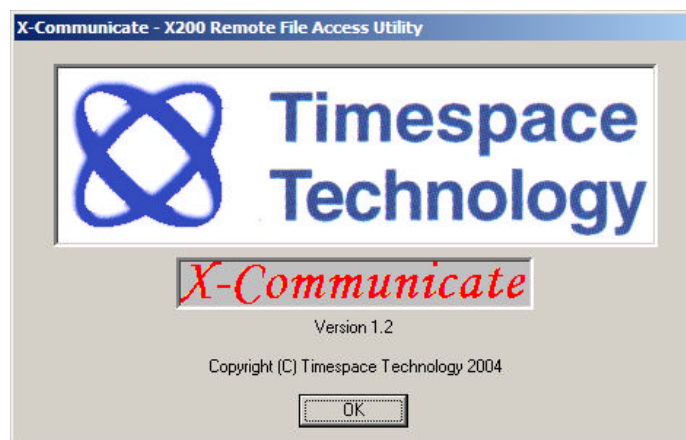 X-Communicate - X200 Remote File Access Utility
Timespace
Technology
X-Communicate
Version 1.2
Copyright (C) Timespace Technology 2004
OK